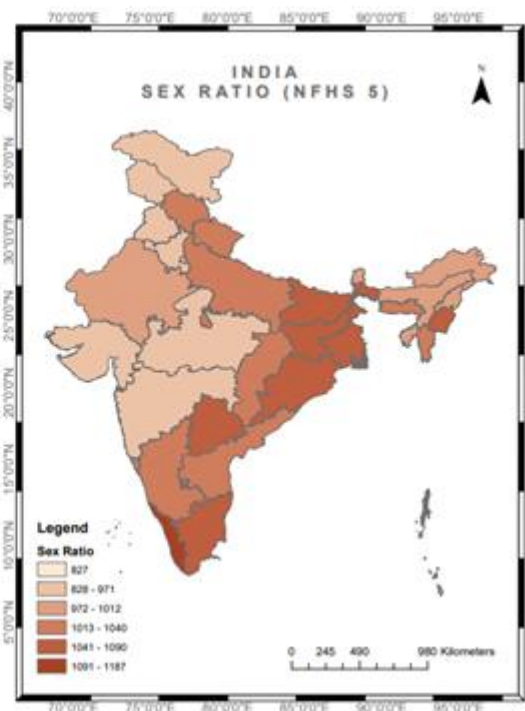 70°0'0"E 75°0'0"E 80°0'0"E 85°0'0"E 90°0'0"E 95°0'0"E
INDIA
SEX RATIO (NFHS 5)
N
40°0'0"N
35°0'0"N
30°0'0"N
25°0'0"N
20°0'0"N
15°0'0"N
10°0'0"N
5°0'0"N
Legend
Sex Ratio
827
828 - 971
972 - 1012
1013 - 1040
1041 - 1090
1091 - 1187
0 245 490 980 Kilometers
70°0'0"E 75°0'0"E 80°0'0"E 85°0'0"E 90°0'0"E 95°0'0"E